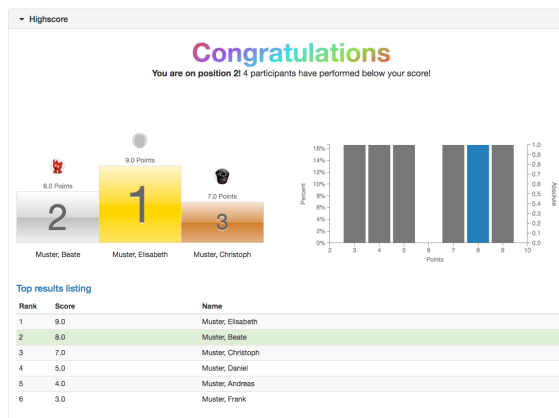 Highscore
Congratulations
You are on position 2! 4 participants have performed below your score!
9.0 Points
8.0 Points
7.0 Points
1
2
3
Muster, Beate Muster, Elisabeth Muster, Christoph
18%
16%
14%
12%
10%
8%
6%
4%
2%
0%
Percent
1.0
0.9
0.8
0.7
0.6
0.5
0.4
0.3
0.2
0.1
0.0
Absolute
2 3 4 5 6 7 8 9 10
Points
Top results listing
Rank Score Name
1 9.0 Muster, Elisabeth
2 8.0 Muster, Beate
3 7.0 Muster, Christoph
4 5.0 Muster, Daniel
5 4.0 Muster, Andreas
6 3.0 Muster, Frank